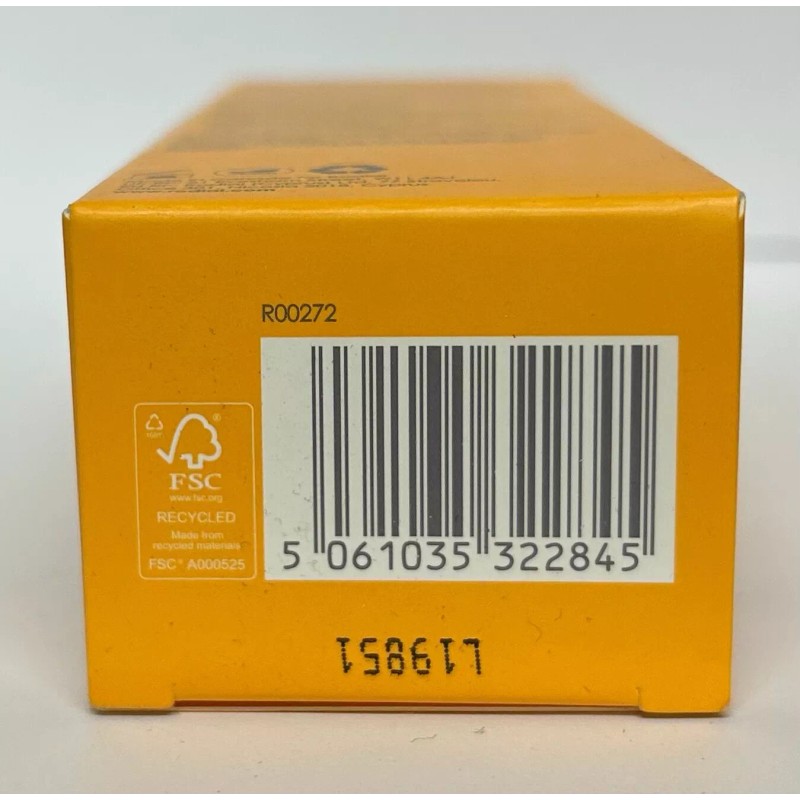 R00272
FSC
www.fsc.org
RECYCLED
Made from
recycled materials
FSC® A000525
5 061035 322845
L19851